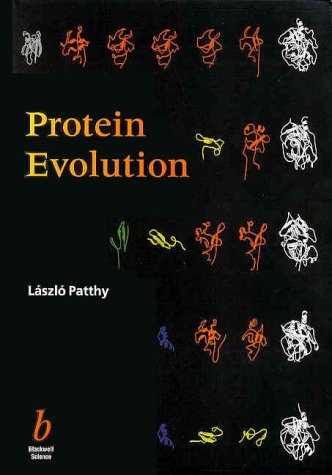 Protein
Evolution
László Patthy
b
Blackwell
Science